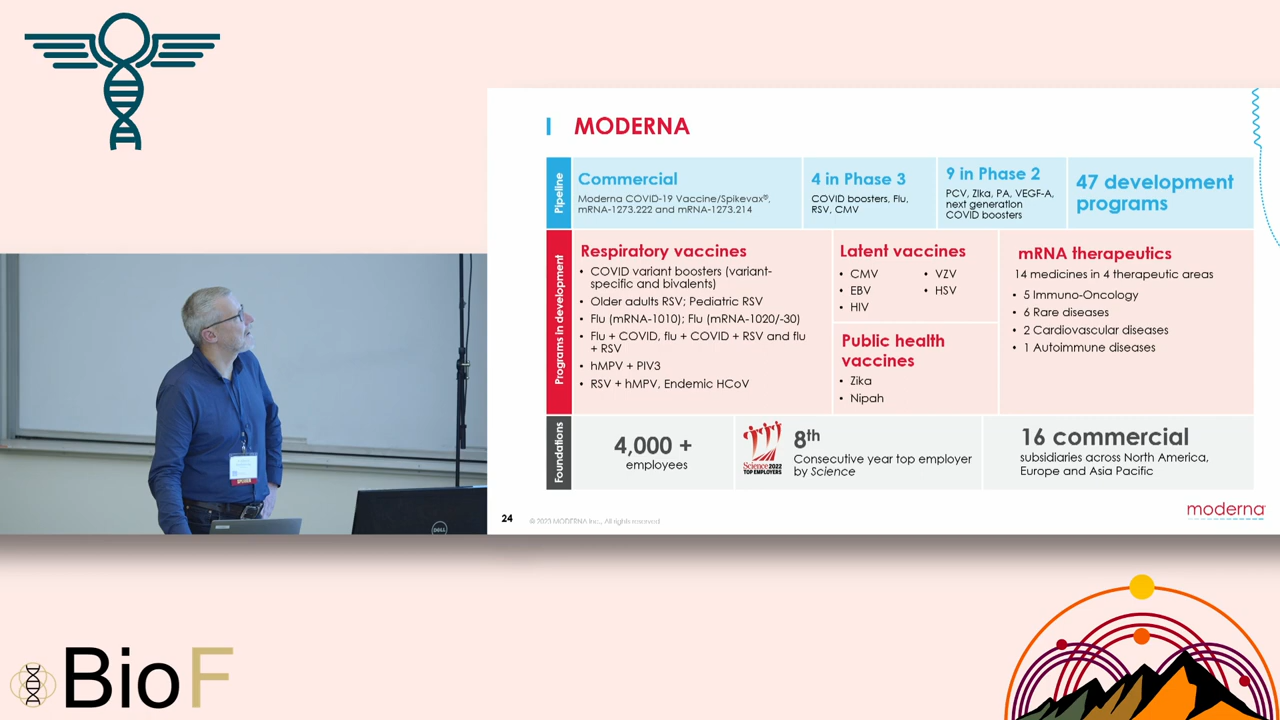 MODERNA
Pipeline
Commercial
Moderna COVID-19 Vaccine/Spikevax®,
mRNA-1273.222 and mRNA-1273.214
4 in Phase 3
COVID boosters, Flu,
RSV, CMV
9 in Phase 2
PCV, Zika, PA, VEGF-A,
next generation
COVID boosters
47 development
programs
Programs in development
Respiratory vaccines
• COVID variant boosters (variant-
specific and bivalents)
• Older adults RSV; Pediatric RSV
• Flu (mRNA-1010); Flu (mRNA-1020/-30)
• Flu + COVID, flu + COVID + RSV and flu
+ RSV
• hMPV + PIV3
• RSV + hMPV, Endemic HCoV
Latent vaccines
• CMV
• EBV
• HIV
• VZV
• HSV
Public health
vaccines
• Zika
• Nipah
mRNA therapeutics
14 medicines in 4 therapeutic areas
• 5 Immuno-Oncology
• 6 Rare diseases
• 2 Cardiovascular diseases
• 1 Autoimmune diseases
Foundations
4,000 +
employees
Science 2022
TOP EMPLOYERS
8th
Consecutive year top employer
by Science
16 commercial
subsidiaries across North America,
Europe and Asia Pacific
24
© 2023 MODERNA Inc., All rights reserved
moderna
DELL
SPEAKER
BioF